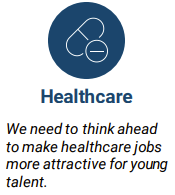 Healthcare
We need to think ahead
to make healthcare jobs
more attractive for young
talent.